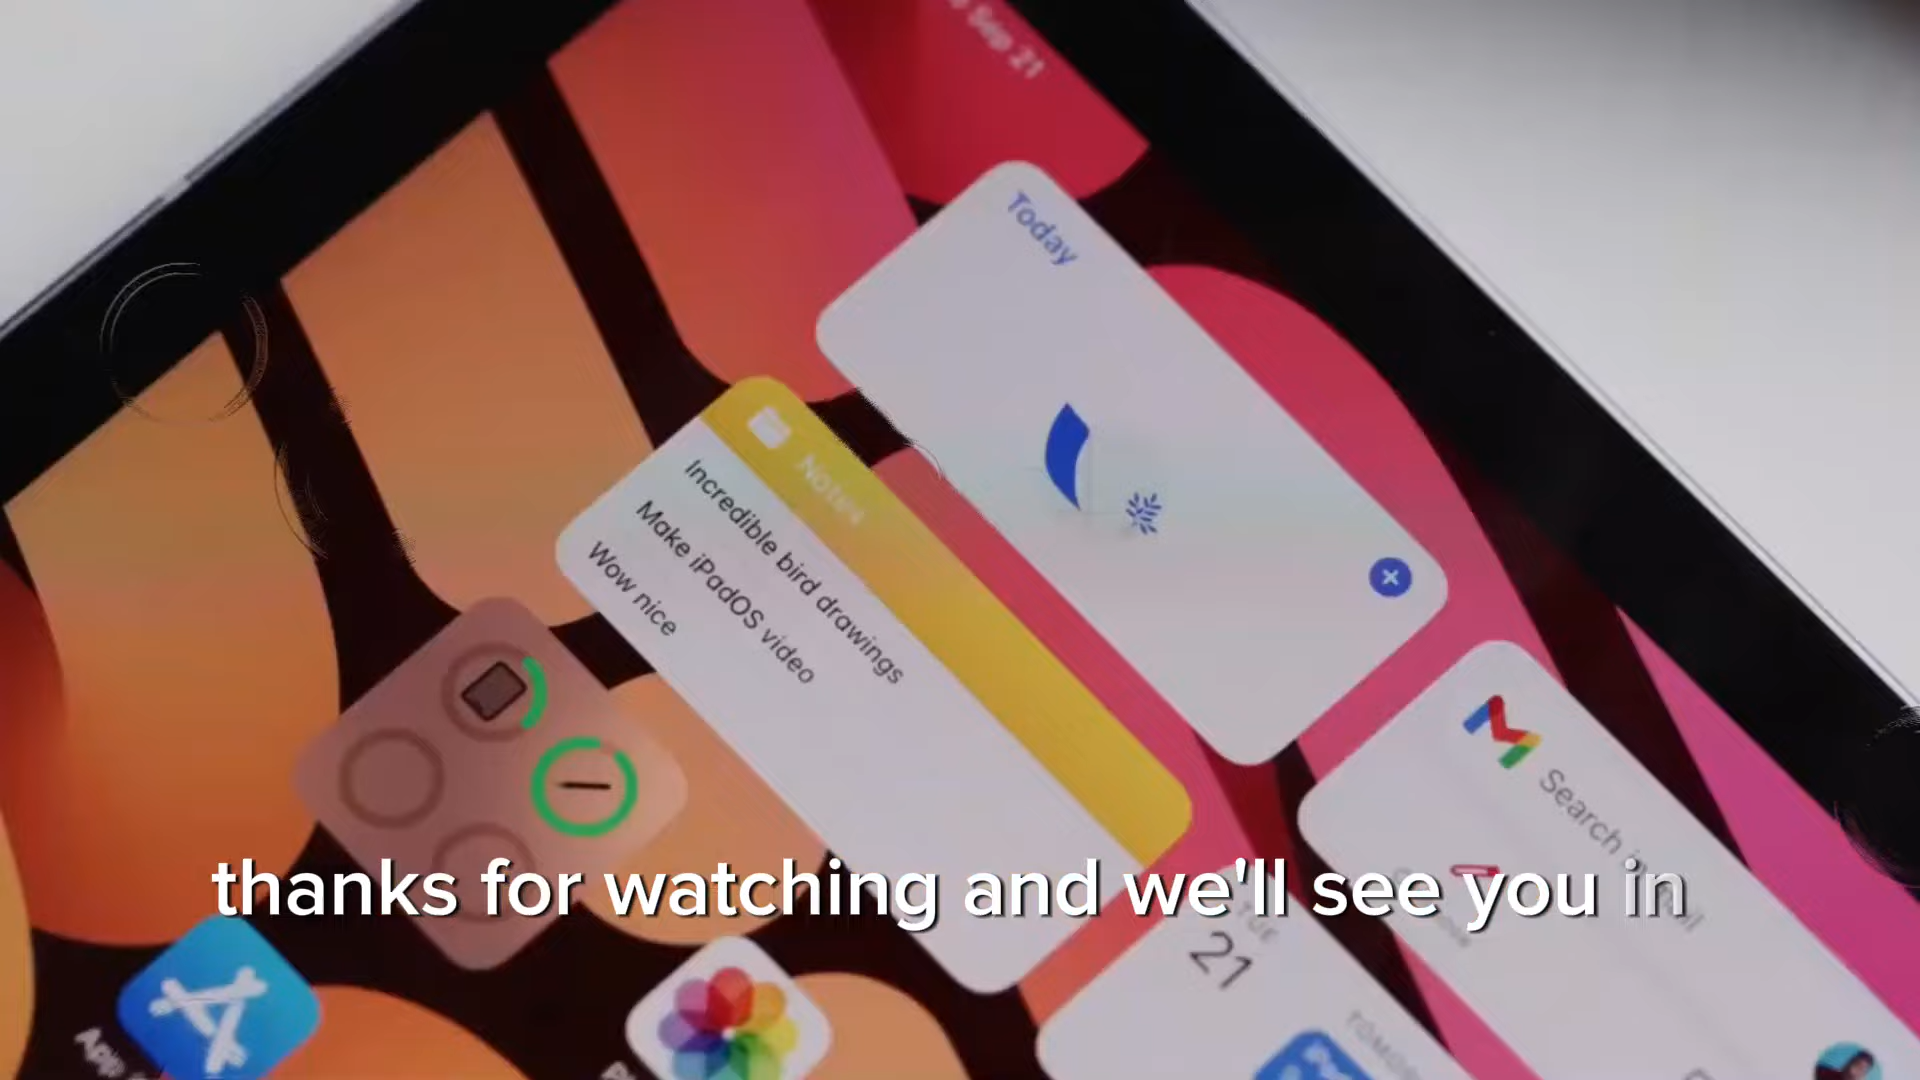 Sep 21
Today
Notes
Incredible bird drawings
Make iPadOS video
Wow nice
Search in
thanks for watching and we'll see you in
21